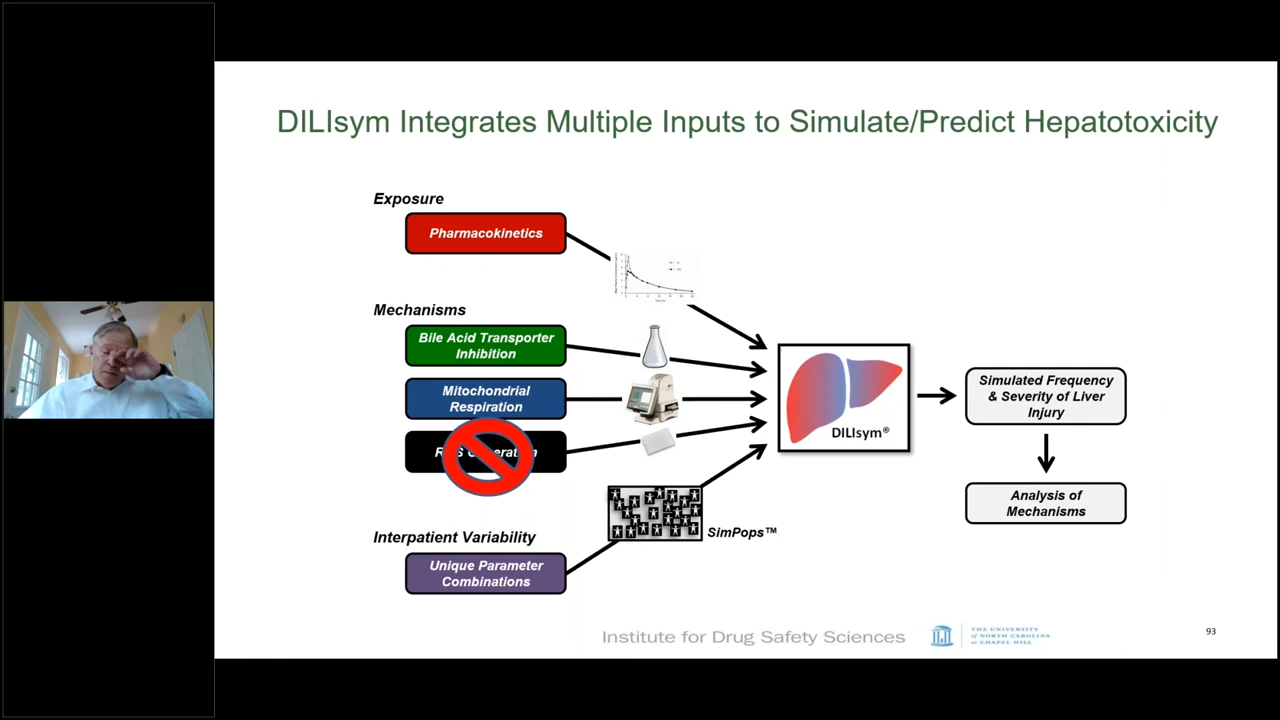 DILIsym Integrates Multiple Inputs to Simulate/Predict Hepatotoxicity
Exposure
Pharmacokinetics
Mechanisms
Bile Acid Transporter
Inhibition
Mitochondrial
Respiration
Interpatient Variability
Unique Parameter
Combinations
SimPops™
DILIsym®
Simulated Frequency
& Severity of Liver
Injury
Analysis of
Mechanisms
Institute for Drug Safety Sciences
THE UNIVERSITY
of NORTH CAROLINA
at CHAPEL HILL
93